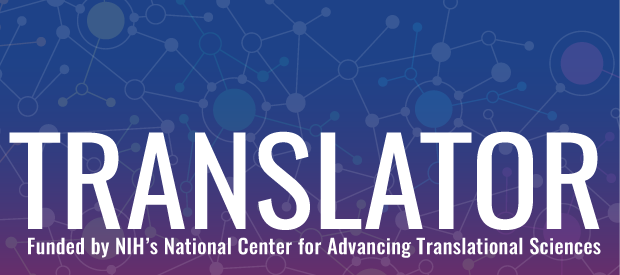 TRANSLATOR
Funded by NIH's National Center for Advancing Translational Sciences